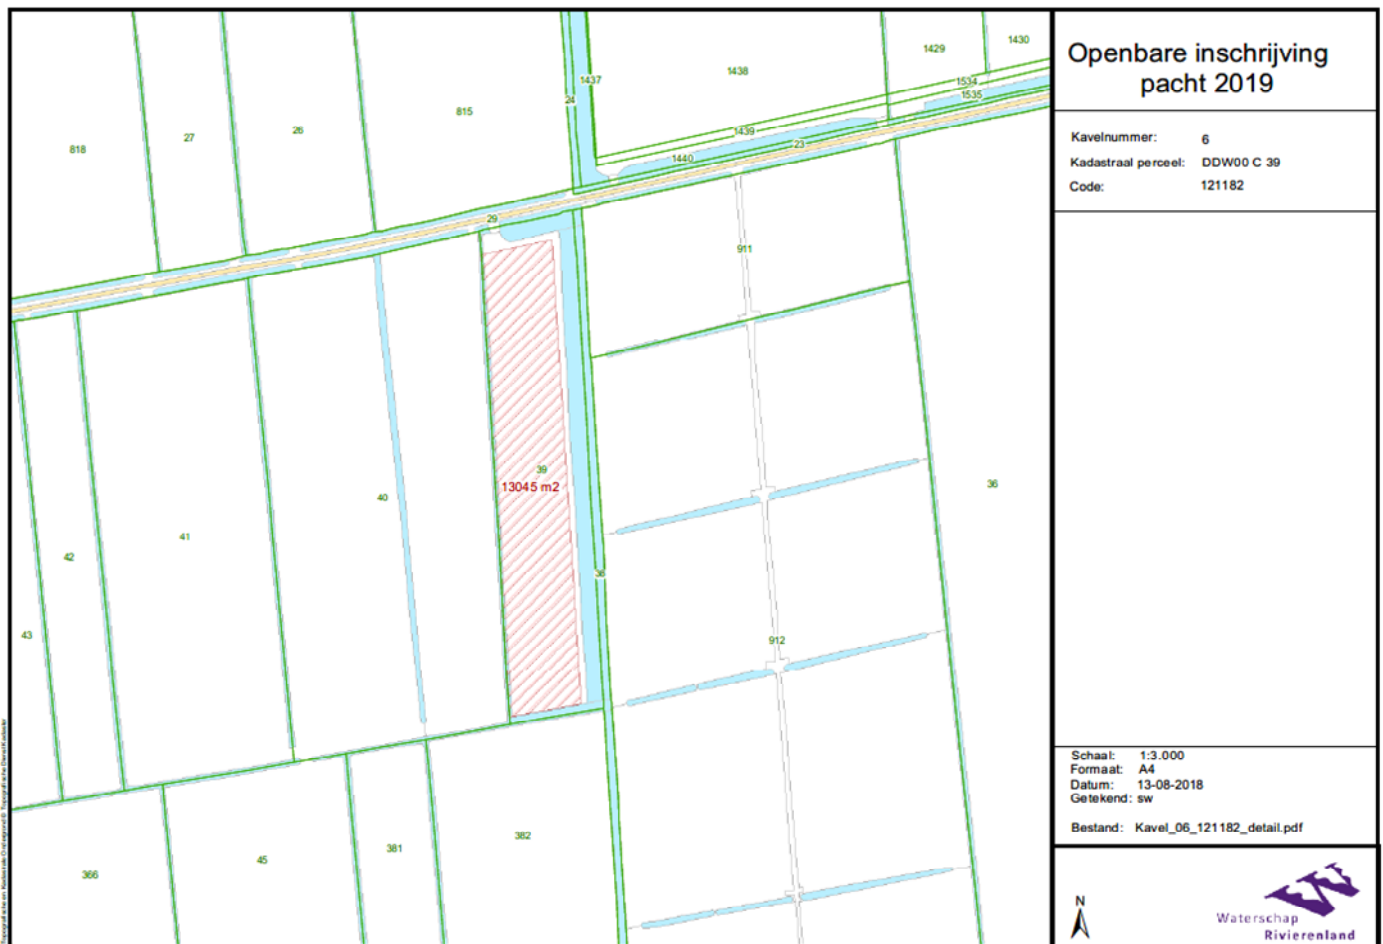 Openbare inschrijving
pacht 2019
Kavelnummer: 6
Kadastraal perceel: DDW00 C 39
Code: 121182
1430
1429
1438
1437
1534
1535
24
815
26
27
818
1439
23
1440
29
911
39
13045 m2
40
36
41
42
38
43
912
382
381
45
366
Schaal: 1:3.000
Formaat: A4
Datum: 13-08-2018
Getekend: sw
Bestand: Kavel_06_121182_detail.pdf
N
Waterschap
Rivierenland